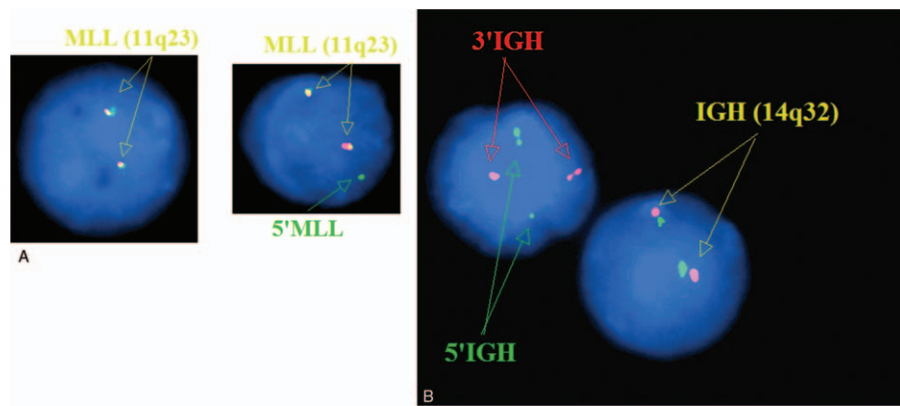 MLL (11q23)
MLL (11q23)
5'MLL
A
3'IGH
IGH (14q32)
5'IGH
B